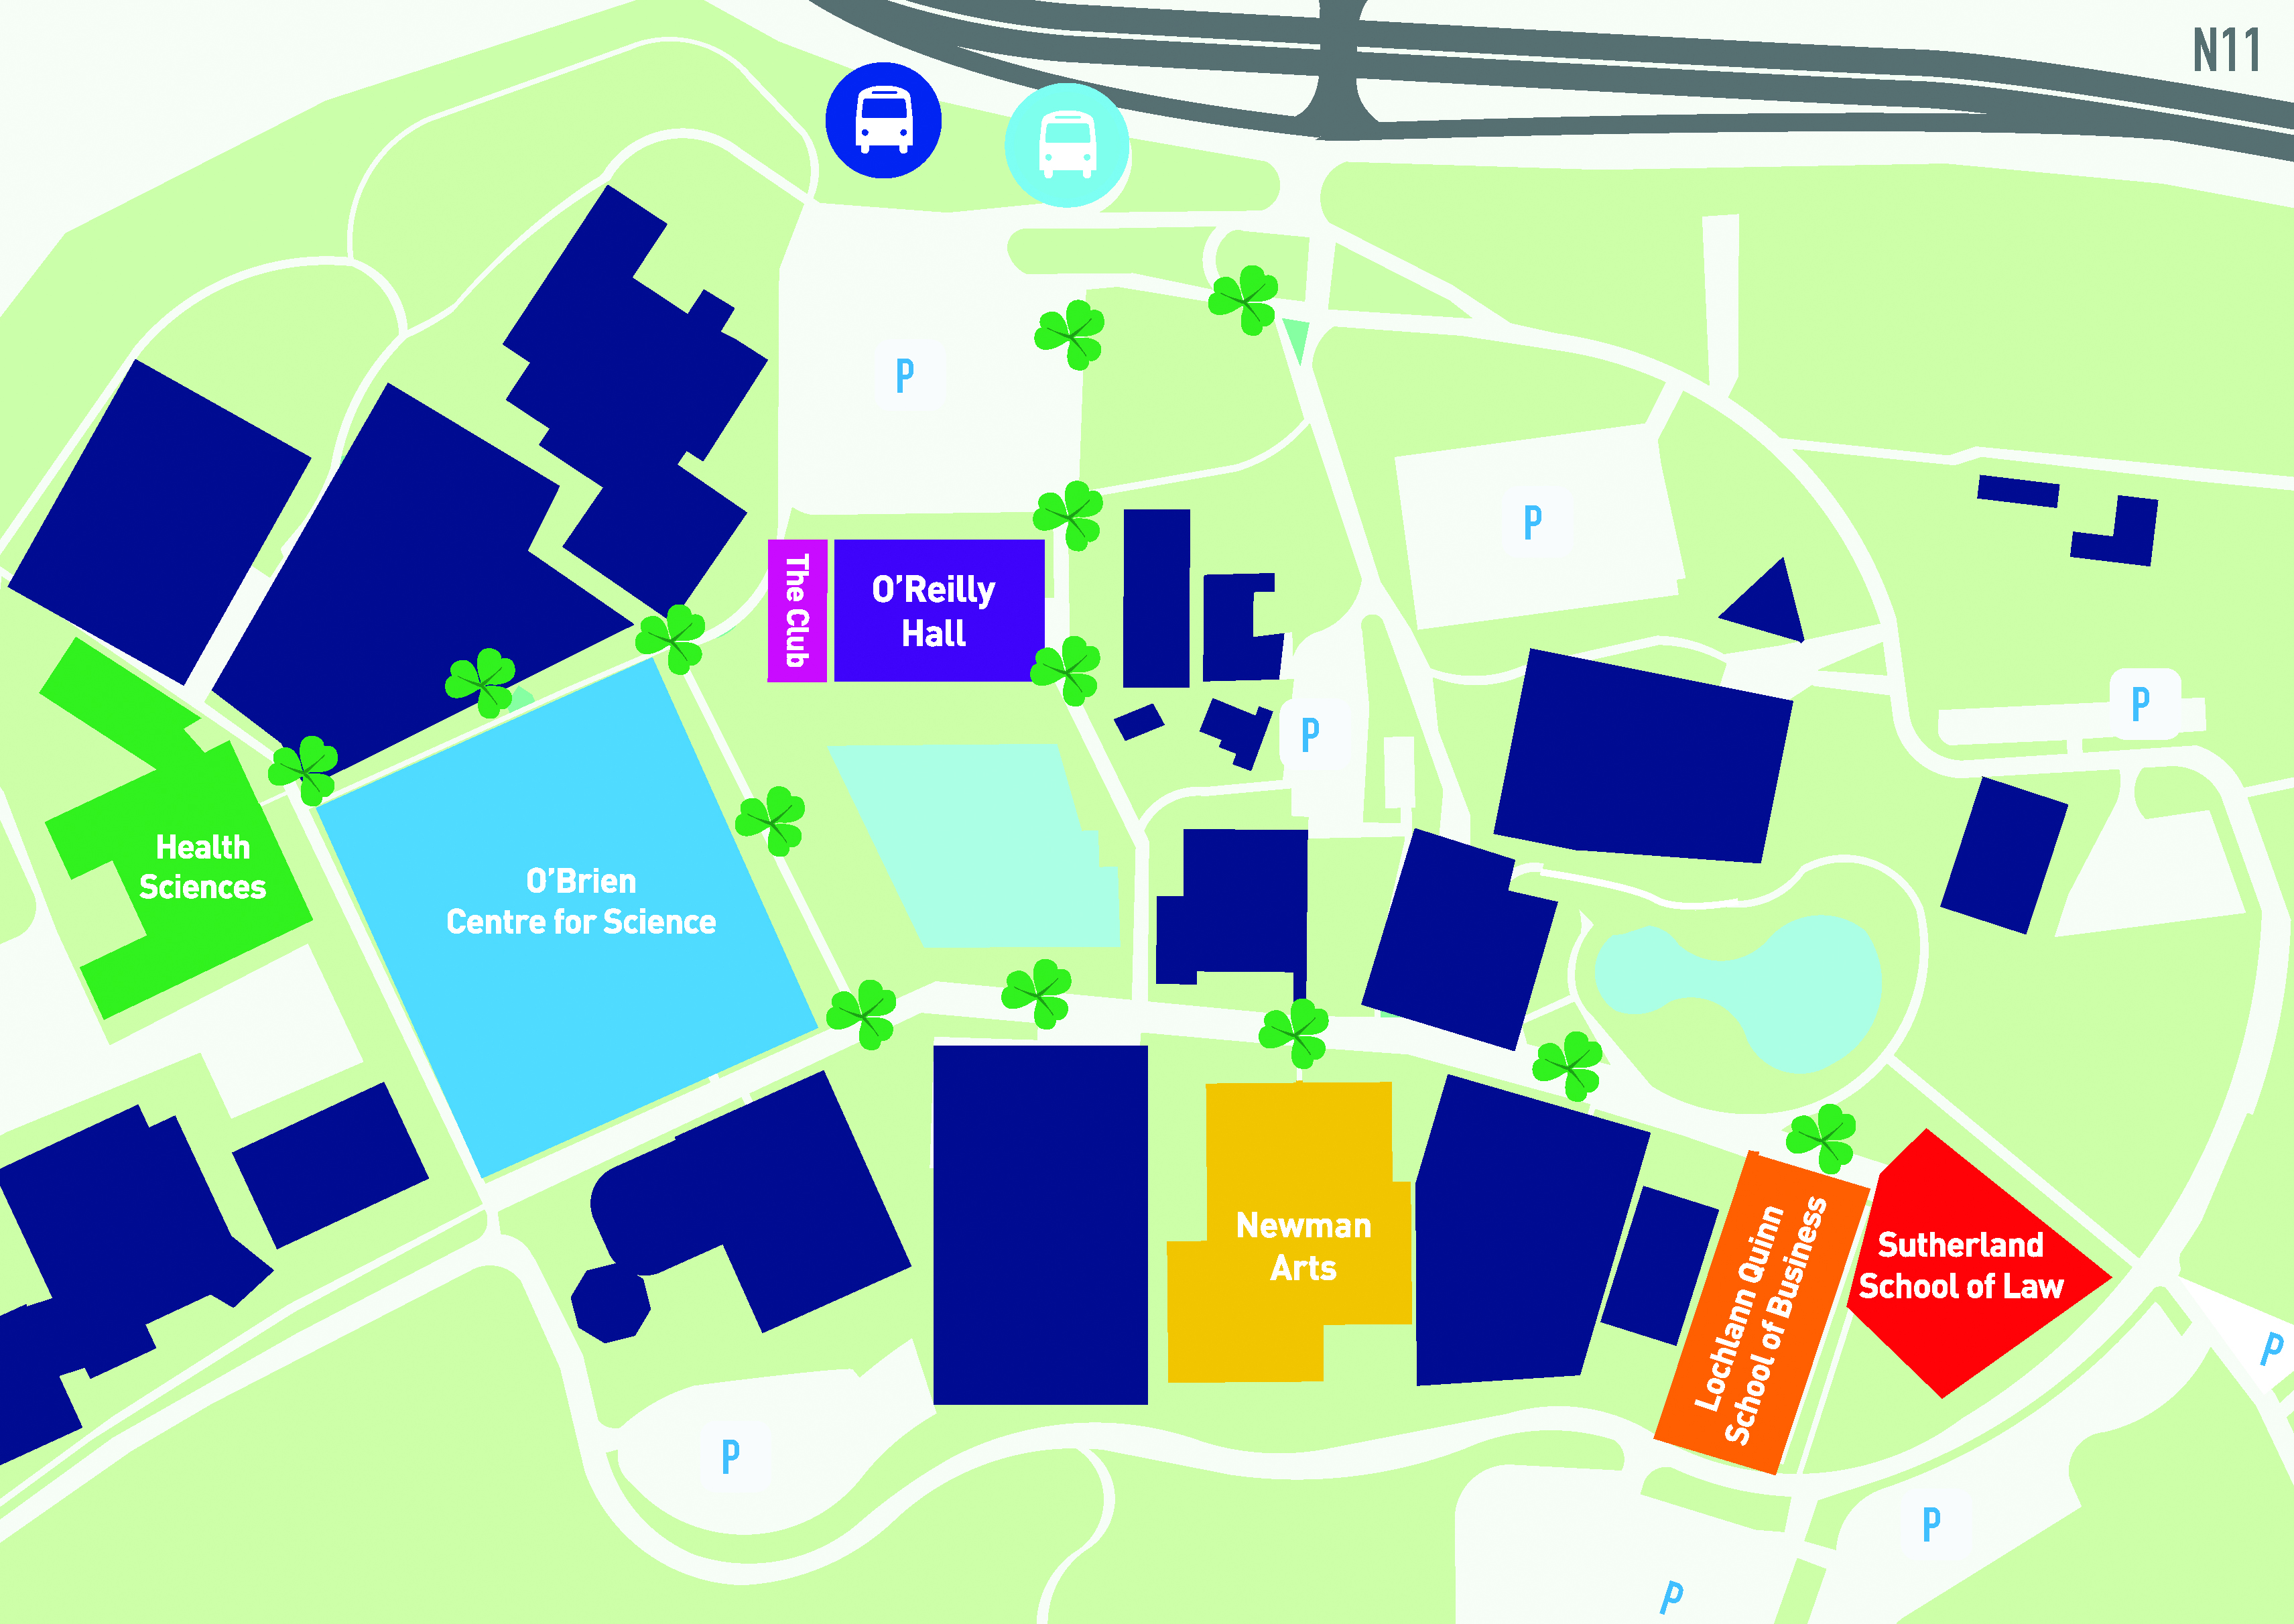 N11
P
P
The Club
O'Reilly
Hall
P
P
Health
Sciences
O'Brien
Centre for Science
Newman
Arts
Lochlann Quinn
School of Business
Sutherland
School of Law
P
P
P
P